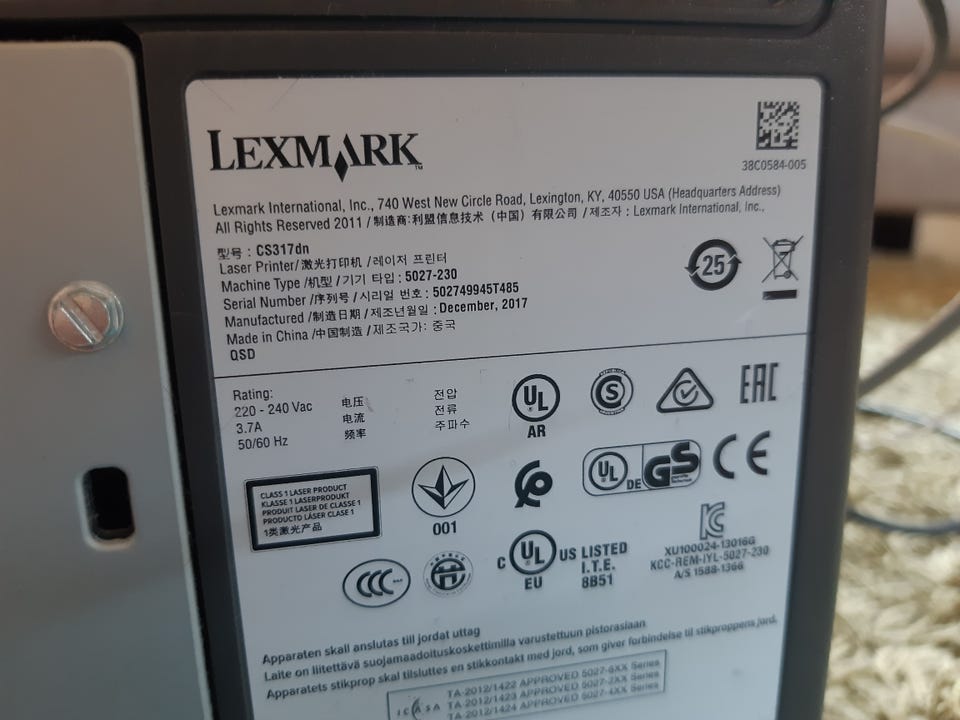 LEXMARK™
38C0584-005
Lexmark International, Inc., 740 West New Circle Road, Lexington, KY, 40550 USA (Headquarters Address)
All Rights Reserved 2011 / 制造商:利盟信息技术（中国）有限公司 / 제조자 : Lexmark International, Inc.,
型号 : CS317dn
Laser Printer/激光打印机 /레이저 프린터
Machine Type /机型 / 기기 타입 : 5027-230
Serial Number /序列号 / 시리얼 번호 : 502749945T485
Manufactured /制造日期 / 제조년월일 : December, 2017
Made in China /中国制造 / 제조국가: 중국
QSD
25
Rating:
220 - 240 Vac 电压 전압
3.7A 电流 전류
50/60 Hz 频率 주파수
UL
AR
S
EAC
CLASS 1 LASER PRODUCT
KLASSE 1 LASERPRODUKT
PRODUIT LASER DE CLASSE 1
PRODUCTO LÁSER CLASE 1
1类激光产品
001
UL DE GS
CE
CCC
C UL US LISTED
EU
I.T.E.
8B51
XU100024-13016G
KCC-REM-IYL-5027-230
A/S 1588-1366
Apparaten skall anslutas till jordat uttag
Laite on liitettävä suojamaadoituskoskettimilla varustettuun pistorasiaan
Apparatets stikprop skal tilsluttes en stikkontakt med jord, som giver forbindelse til stikproppens jord.
ICASA
TA-2012/1422 APPROVED 5027-6XX Series
TA-2012/1423 APPROVED 5027-2XX Series
TA-2012/1424 APPROVED 5027-4XX Series